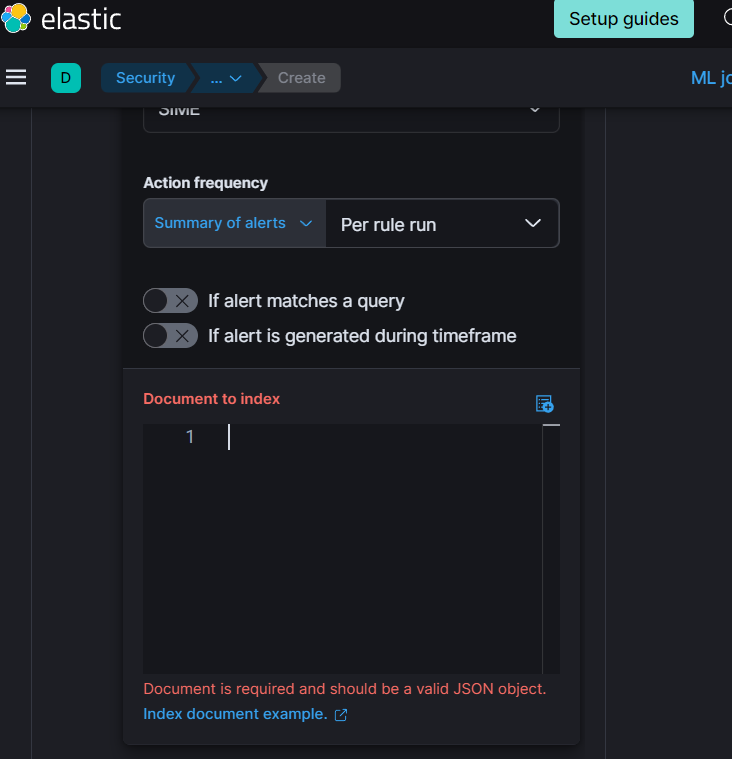 elastic
Setup guides
D
Security
...
Create
ML jo
SIME
Action frequency
Summary of alerts
Per rule run
If alert matches a query
If alert is generated during timeframe
Document to index
1
Document is required and should be a valid JSON object.
Index document example.